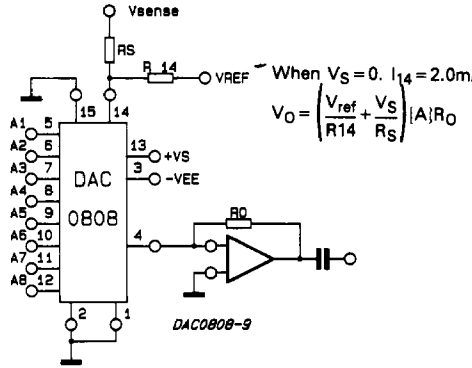 Vsense
RS
R 14
VREF
When VS = 0. I14 = 2.0m
VO = (Vref/R14 + VS/RS) {A}RO
15 14
A1 5
A2 6
A3 7
A4 8
A5 9
A6 10
A7 11
A8 12
DAC
0808
13 +VS
3 -VEE
4
RO
2 1
DAC0808-9